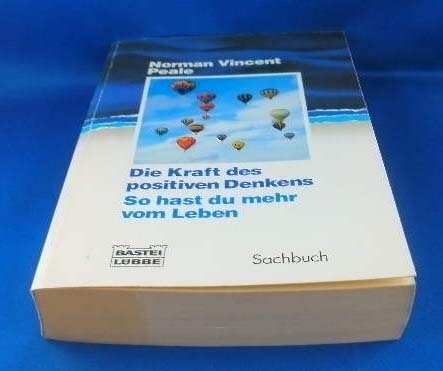 Norman Vincent
Peale
Die Kraft des
positiven Denkens
So hast du mehr
vom Leben
BASTEI
LÜBBE
Sachbuch